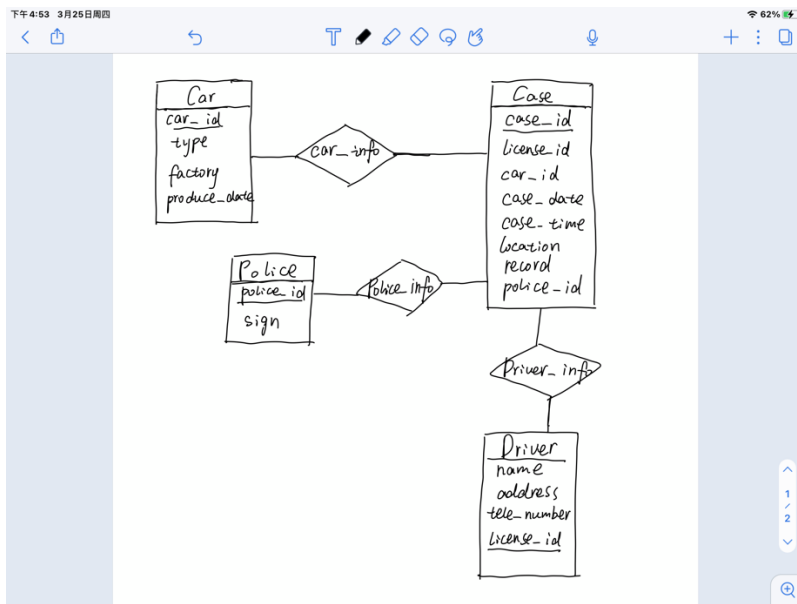 下午4:53 3月25日周四
62%
Car
car_id
type
factory
produce_date
car_info
Case
case_id
license_id
car_id
case_date
case_time
location
record
police_id
Police
police_id
sign
Police_info
Driver_info
Driver
name
address
tele_number
license_id
1
/
2